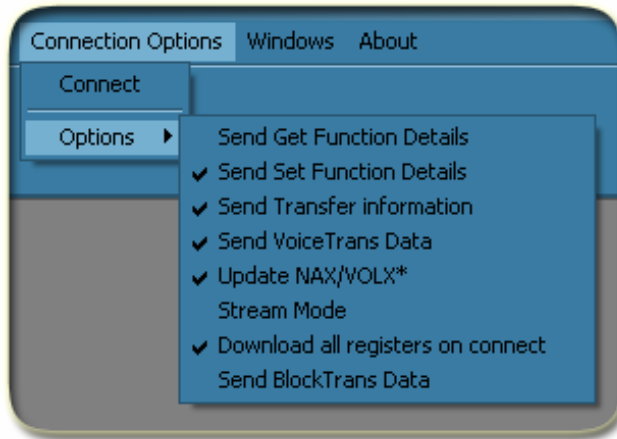 Connection Options Windows About
Connect
Options
Send Get Function Details
Send Set Function Details
Send Transfer information
Send VoiceTrans Data
Update NAX/VOLX*
Stream Mode
Download all registers on connect
Send BlockTrans Data